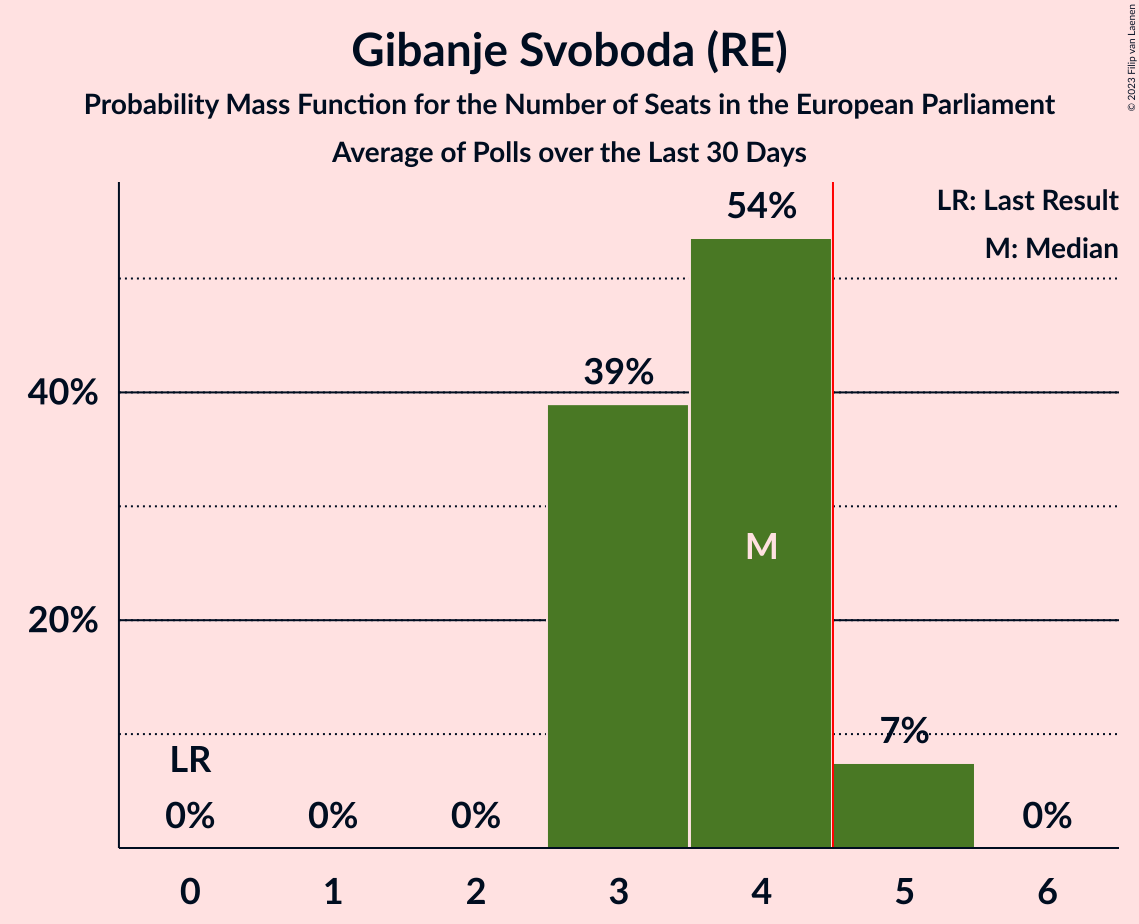 Gibanje Svoboda (RE)
Probability Mass Function for the Number of Seats in the European Parliament
Average of Polls over the Last 30 Days
© 2023 Filip van Laenen
LR: Last Result
M: Median
54%
39%
40%
M
20%
7%
LR
0% 0% 0% 0%
0 1 2 3 4 5 6